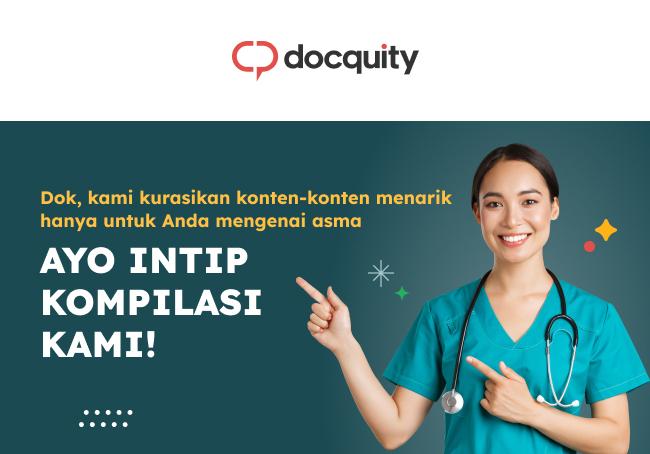 docquity
Dok, kami kurasikan konten-konten menarik
hanya untuk Anda mengenai asma
AYO INTIP
KOMPILASI
KAMI!